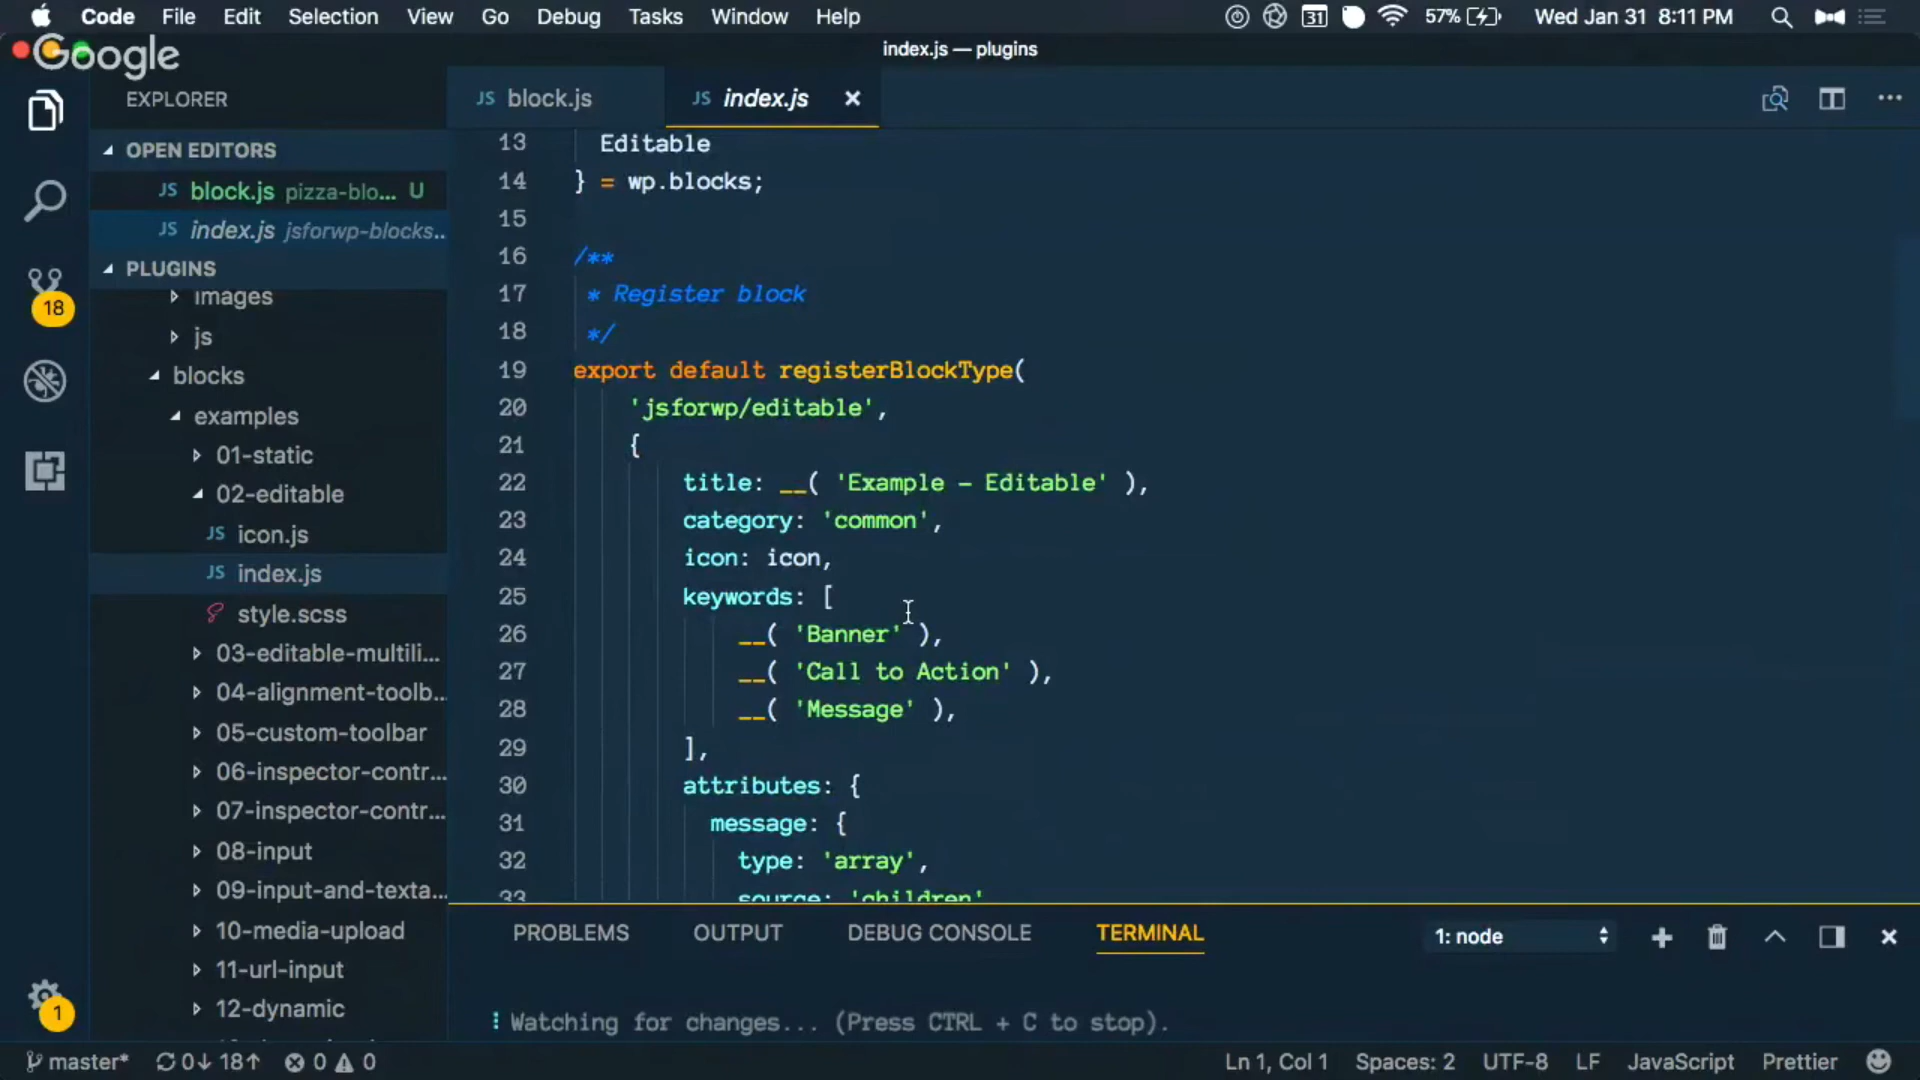 Code File Edit Selection View Go Debug Tasks Window Help 31 57% Wed Jan 31 8:11 PM
Google
index.js — plugins
EXPLORER
JS block.js
JS index.js
OPEN EDITORS
JS block.js pizza-blo... U
JS index.js jsforwp-blocks...
PLUGINS
images
js
blocks
examples
01-static
02-editable
JS icon.js
JS index.js
style.scss
03-editable-multili...
04-alignment-toolb...
05-custom-toolbar
06-inspector-contr...
07-inspector-contr...
08-input
09-input-and-texta...
10-media-upload
11-url-input
12-dynamic
18
1
13 Editable
14 } = wp.blocks;
15
16 /**
17 * Register block
18 */
19 export default registerBlockType(
20 'jsforwp/editable',
21 {
22 title: __( 'Example - Editable' ),
23 category: 'common',
24 icon: icon,
25 keywords: [
26 __( 'Banner' ),
27 __( 'Call to Action' ),
28 __( 'Message' ),
29 ],
30 attributes: {
31 message: {
32 type: 'array',
33 source: 'children'
PROBLEMS OUTPUT DEBUG CONSOLE TERMINAL 1: node
Watching for changes... (Press CTRL + C to stop).
master* 0↓ 18↑ 0 0 Ln 1, Col 1 Spaces: 2 UTF-8 LF JavaScript Prettier